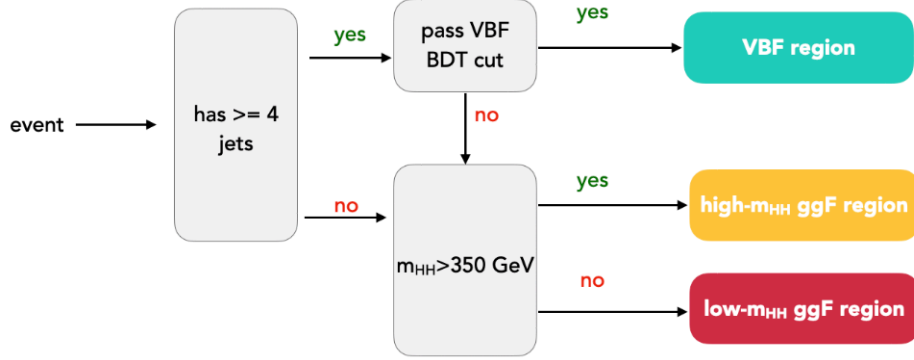 event
has >= 4
jets
yes
no
pass VBF
BDT cut
yes
VBF region
no
mHH>350 GeV
yes
high-mHH ggF region
no
low-mHH ggF region